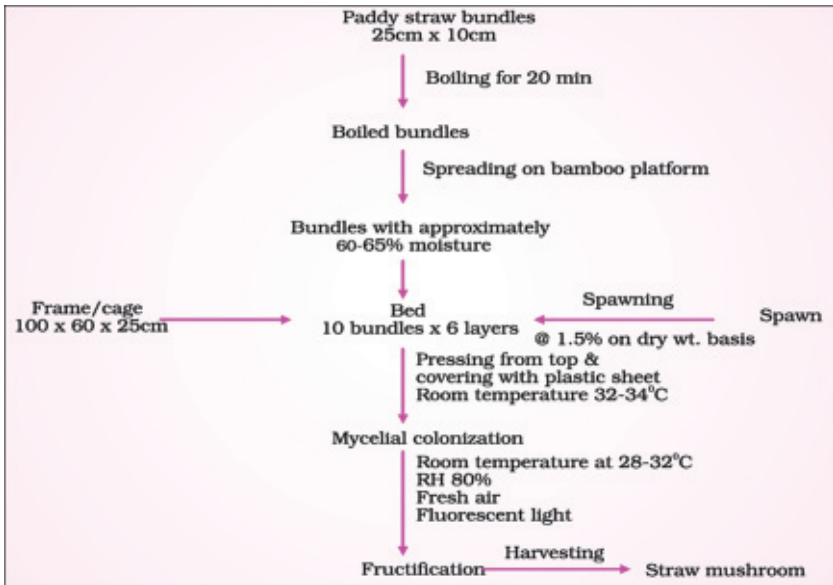 Paddy straw bundles
25cm x 10cm
Boiling for 20 min
Boiled bundles
Spreading on bamboo platform
Bundles with approximately
60-65% moisture
Frame/cage
100 x 60 x 25cm
Bed
10 bundles x 6 layers
Spawning
@ 1.5% on dry wt. basis
Spawn
Pressing from top &
covering with plastic sheet
Room temperature 32-34°C
Mycelial colonization
Room temperature at 28-32°C
RH 80%
Fresh air
Fluorescent light
Fructification
Harvesting
Straw mushroom